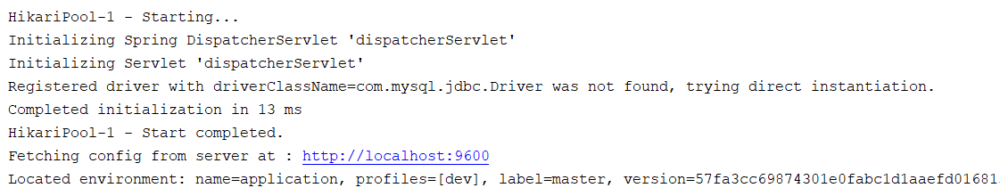 HikariPool-1 - Starting...
Initializing Spring DispatcherServlet 'dispatcherServlet'
Initializing Servlet 'dispatcherServlet'
Registered driver with driverClassName=com.mysql.jdbc.Driver was not found, trying direct instantiation.
Completed initialization in 13 ms
HikariPool-1 - Start completed.
Fetching config from server at : http://localhost:9600
Located environment: name=application, profiles=[dev], label=master, version=57fa3cc69874301e0fabc1d1aaefd01681